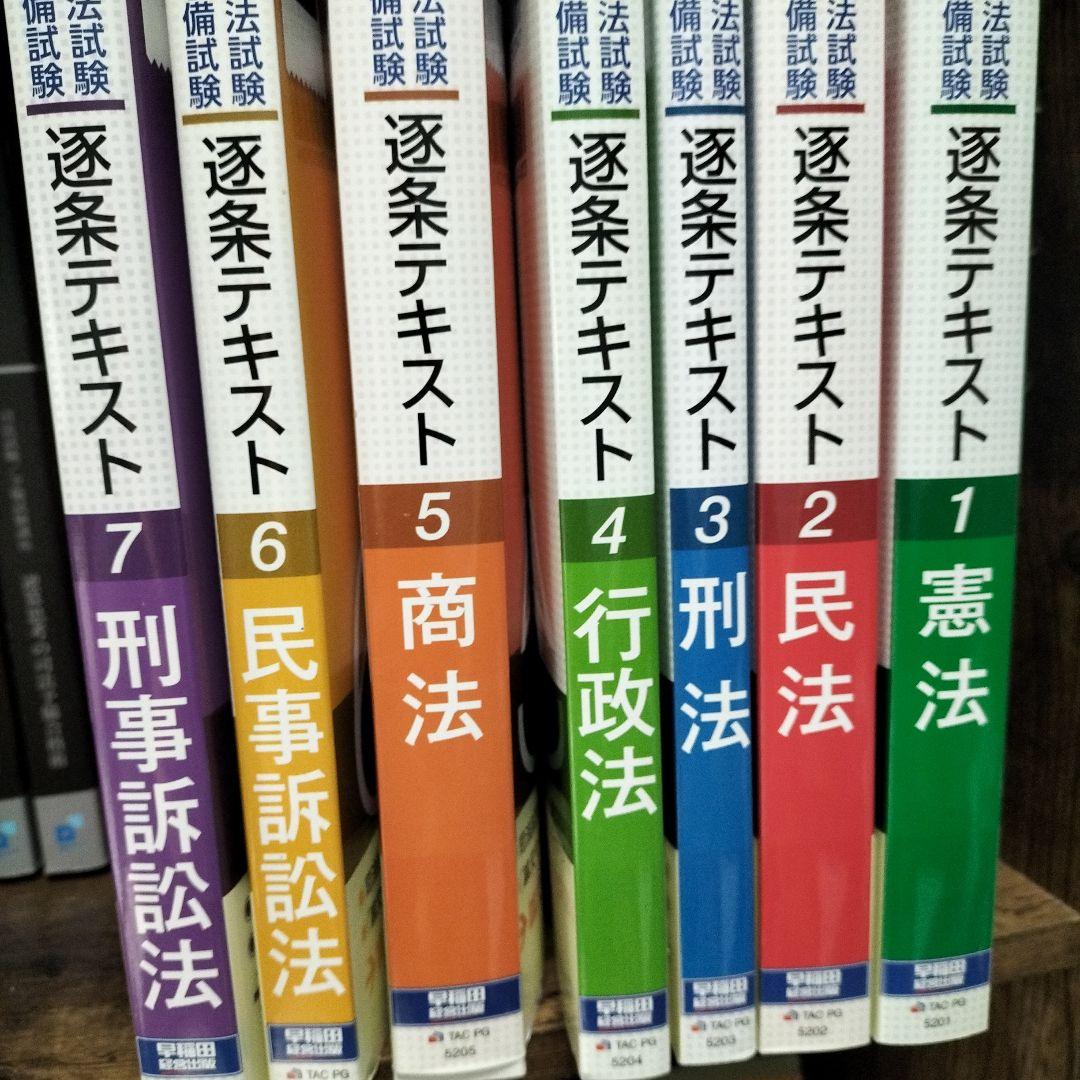 法試験
備試験
逐条テキスト
7
刑事訴訟法
早稲田
経営出版
法試験
備試験
逐条テキスト
6
民事訴訟法
早稲田
経営出版
TAC PG
法試験
備試験
逐条テキスト
5
商法
早稲田
経営出版
TAC PG
5205
法試験
備試験
逐条テキスト
4
行政法
早稲田
経営出版
TAC PG
5204
法試験
備試験
逐条テキスト
3
刑法
早稲田
経営出版
TAC PG
5203
法試験
備試験
逐条テキスト
2
民法
早稲田
経営出版
TAC PG
5202
法試験
備試験
逐条テキスト
1
憲法
早稲田
経営出版
TAC PG
5201